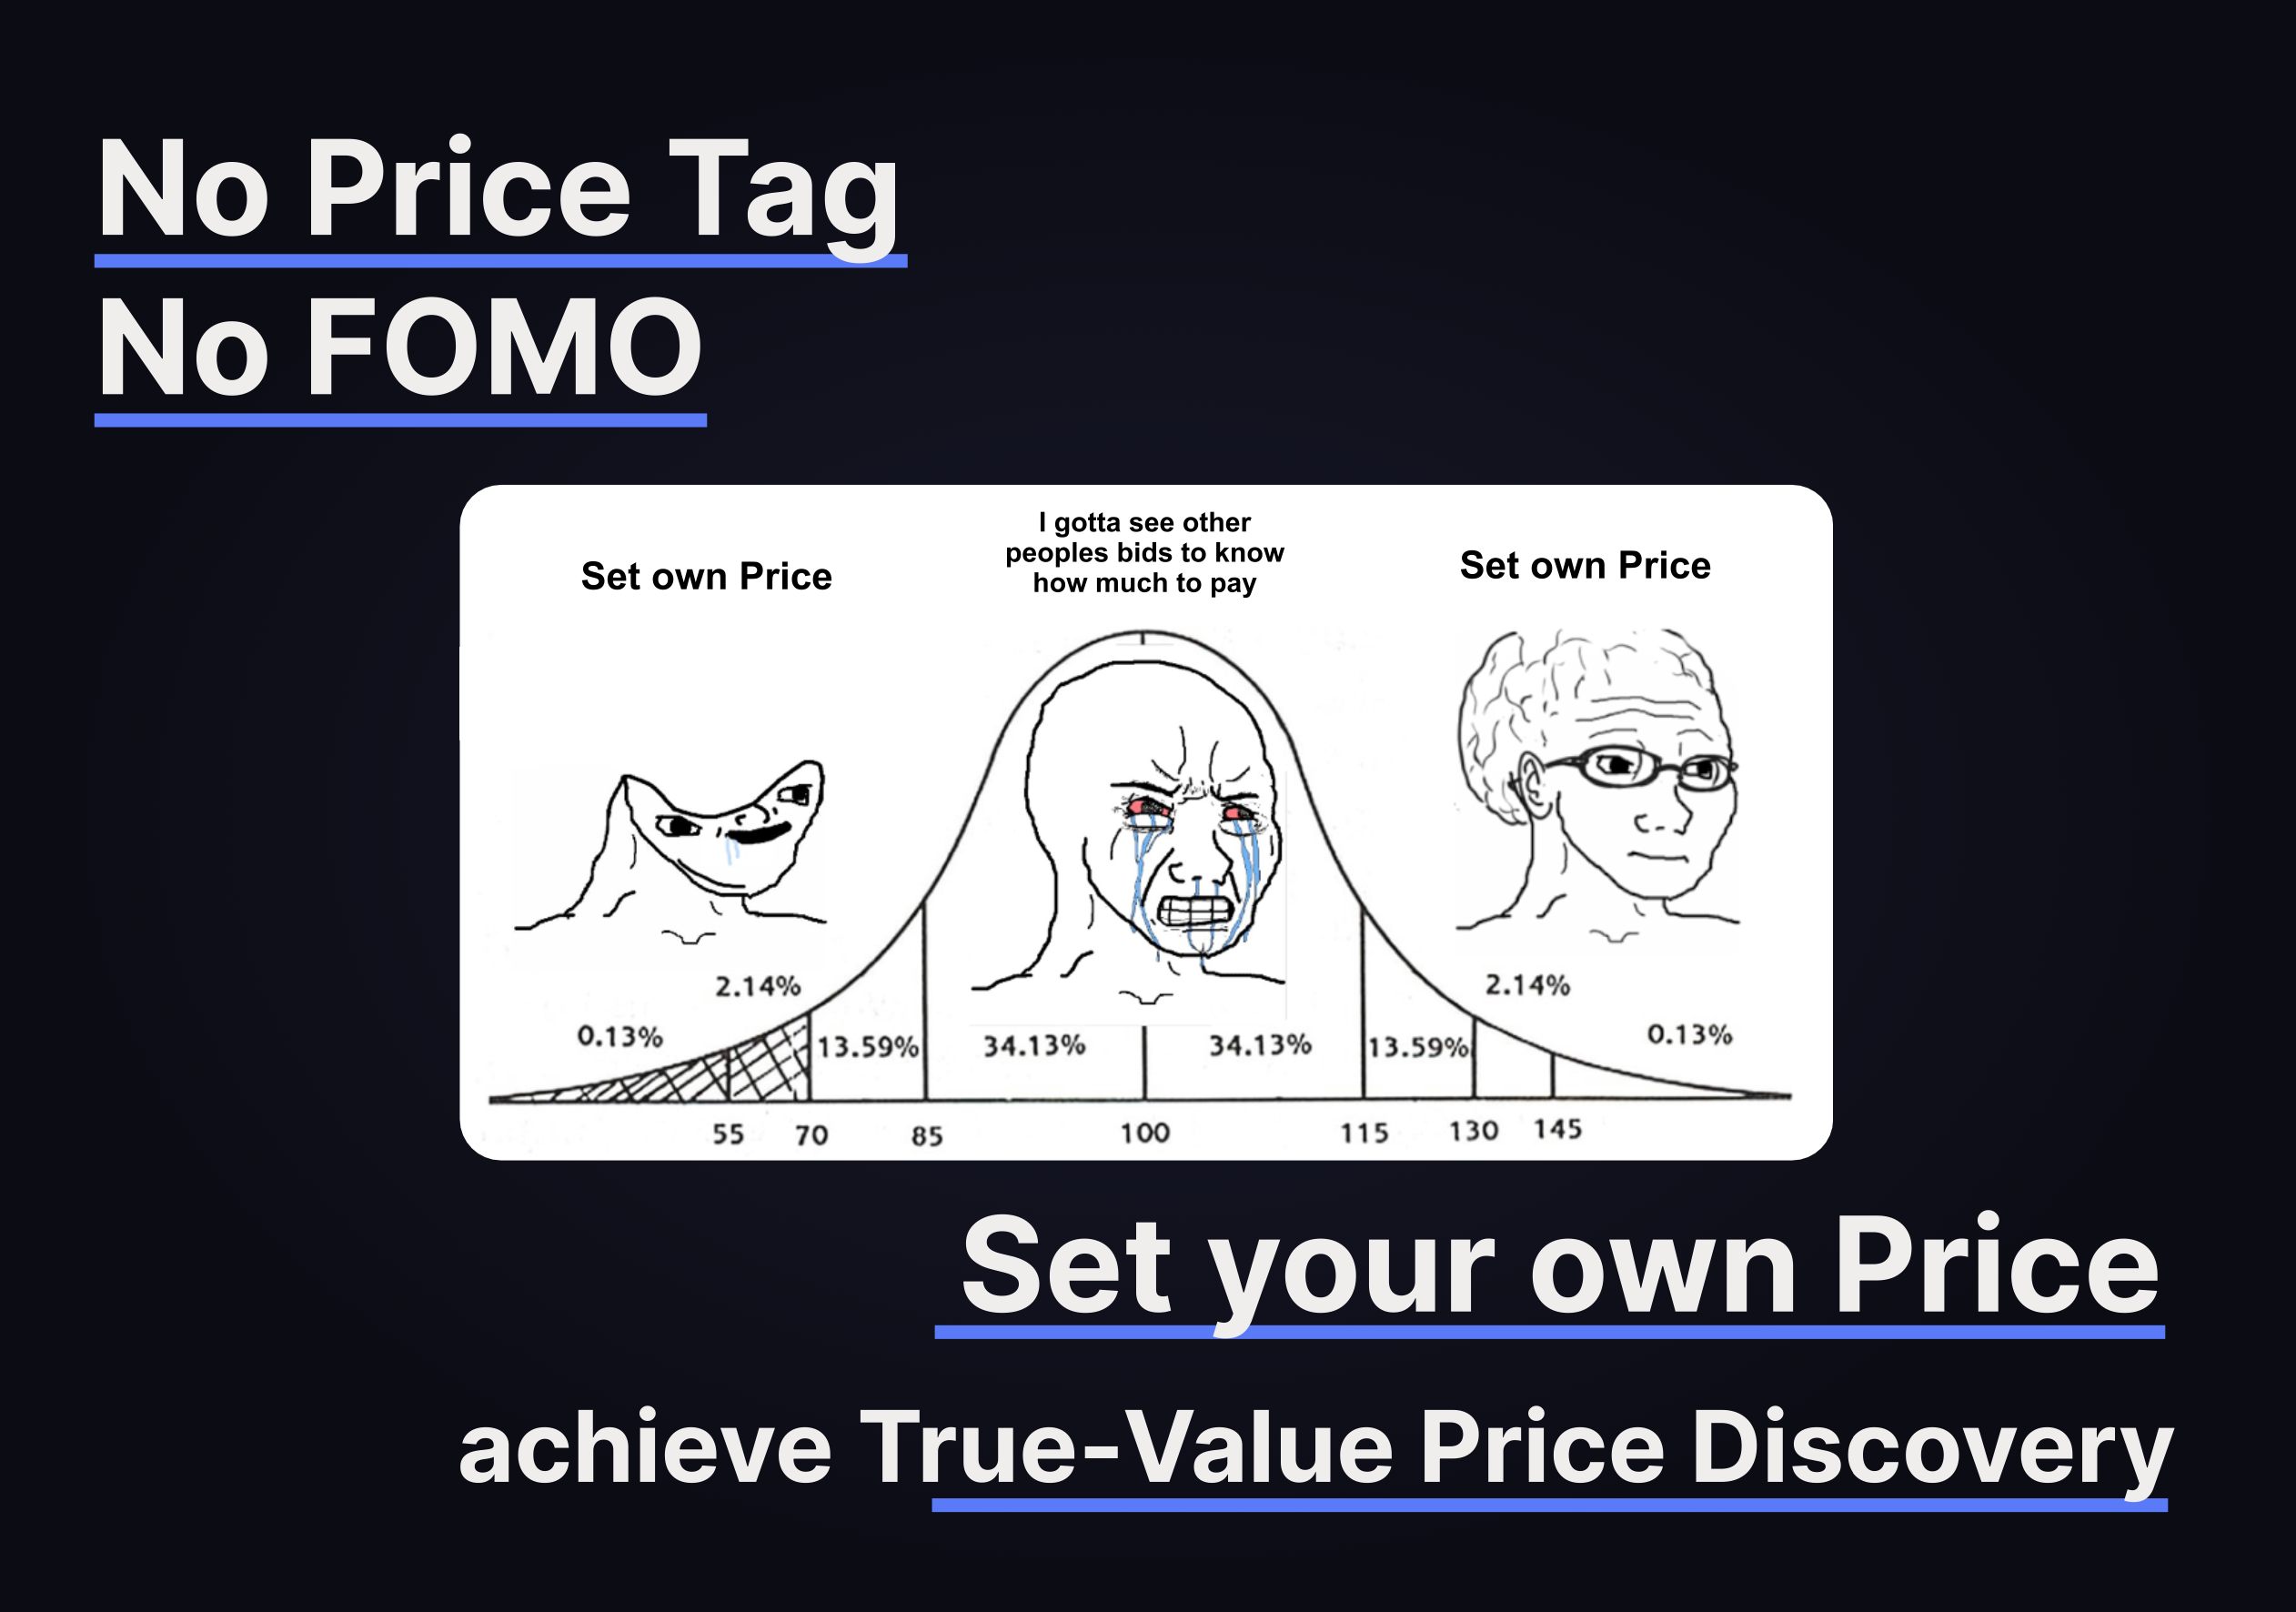 No Price Tag
No FOMO
Set own Price
I gotta see other
peoples bids to know
how much to pay
Set own Price
2.14%
0.13%
13.59%
34.13%
34.13%
13.59%
2.14%
0.13%
55 70 85 100 115 130 145
Set your own Price
achieve True-Value Price Discovery